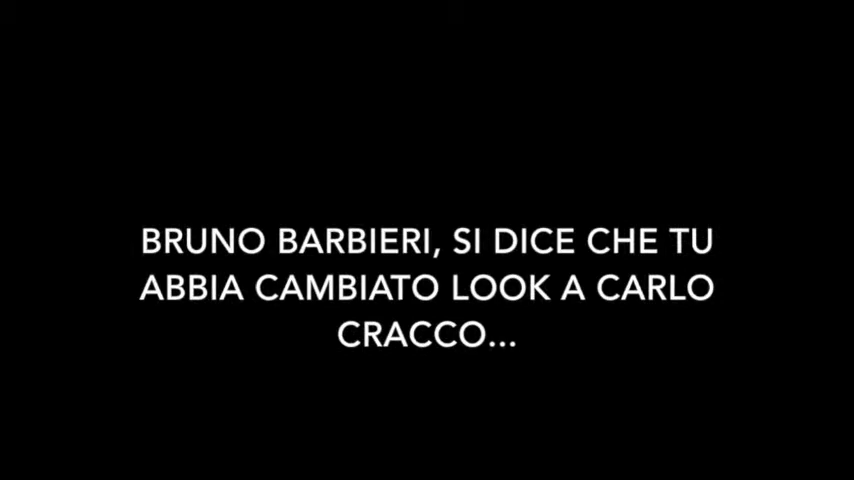 BRUNO BARBIERI, SI DICE CHE TU
ABBIA CAMBIATO LOOK A CARLO
CRACCO...